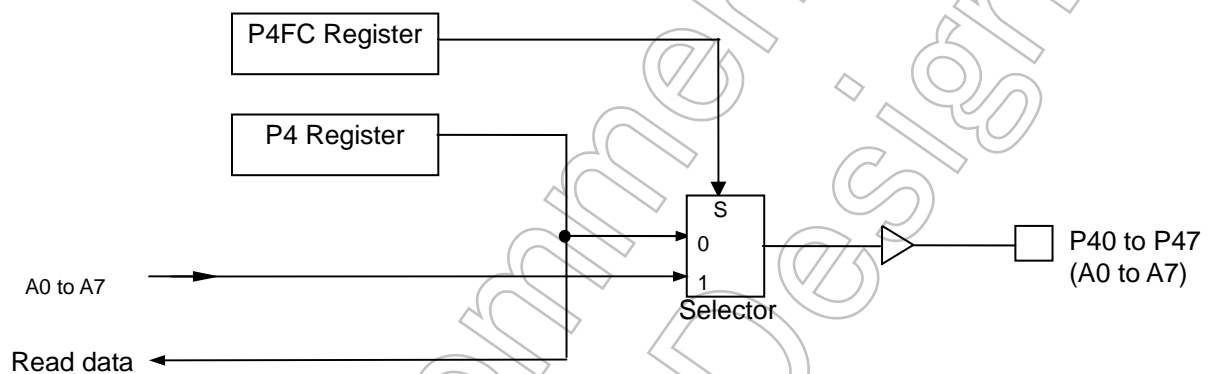 P4FC Register
P4 Register
S
0
1
Selector
P40 to P47
(A0 to A7)
A0 to A7
Read data